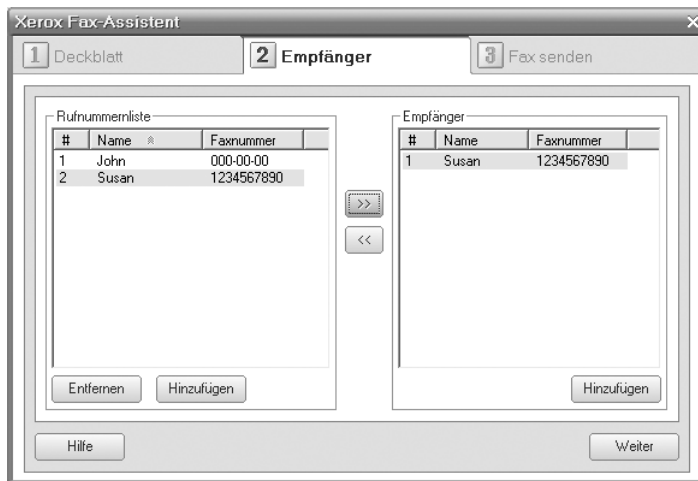 Xerox Fax-Assistent
1 Deckblatt
2 Empfänger
3 Fax senden
Rufnummernliste
# Name Faxnummer
1 John 000-00-00
2 Susan 1234567890
Entfernen
Hinzufügen
>>
<<
Empfänger
# Name Faxnummer
1 Susan 1234567890
Hinzufügen
Hilfe
Weiter